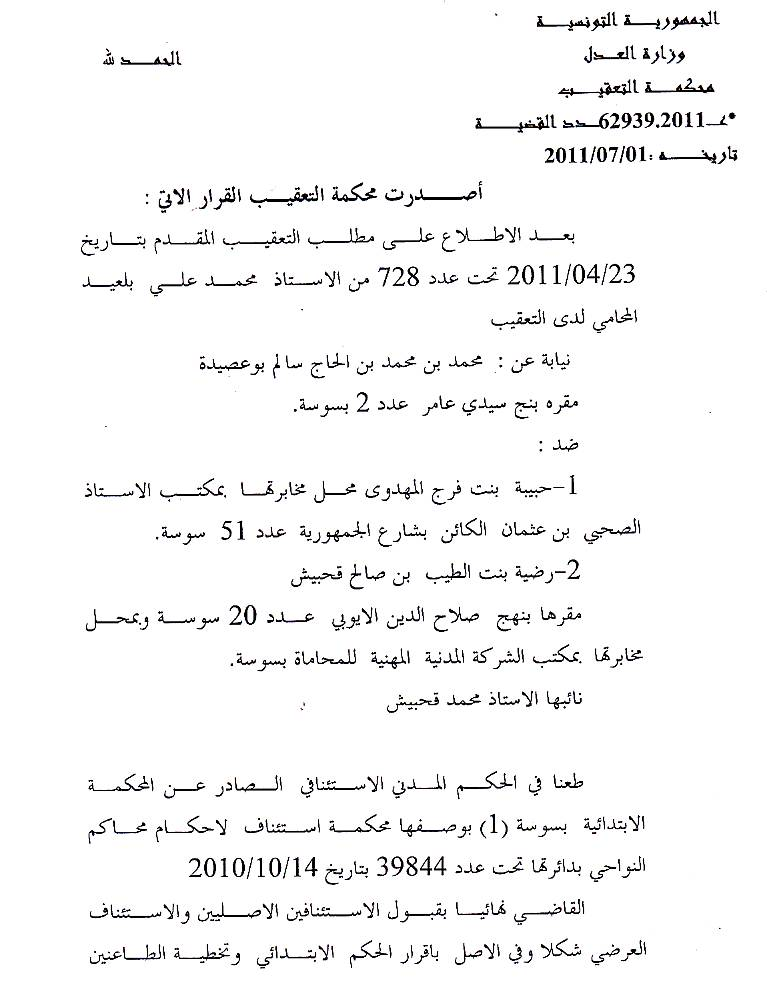 الجمهورية التونسية
وزارة العدل
الحمد لله
محكمة التعقيب
*عـ62939.2011ـدد القضية
تاريخه :2011/07/01
أصدرت محكمة التعقيب القرار الاتي :
بعد الاطلاع على مطلب التعقيب المقدم بتاريخ
2011/04/23 تحت عدد 728 من الاستاذ محمد علي بلعيد
المحامي لدى التعقيب
نيابة عن : محمد بن محمد بن الحاج سالم بوعصيدة
مقره بنج سيدي عامر عدد 2 بسوسة.
ضد :
1-حبيبة بنت فرج المهدوى محل مخابرتها بمكتب الاستاذ
الصحبي بن عثمان الكائن بشارع الجمهورية عدد 51 سوسة.
2-رضية بنت الطيب بن صالح قحبيش
مقرها بنهج صلاح الدين الايوبي عدد 20 سوسة وبمحل
مخابرتها بمكتب الشركة المدنية المهنية للمحاماة بسوسة.
نائبها الاستاذ محمد قحبيش
طعنا في الحكم المدني الاستئنافي الصادر عن المحكمة
الابتدائية بسوسة (1) بوصفها محكمة استئناف لاحكام محاكم
النواحي بدائرتها تحت عدد 39844 بتاريخ 2010/10/14
القاضي نهائيا بقبول الاستئنافين الاصليين والاستئناف
العرضي شكلا وفي الاصل باقرار الحكم الابتدائي وتخطية الطاعنين